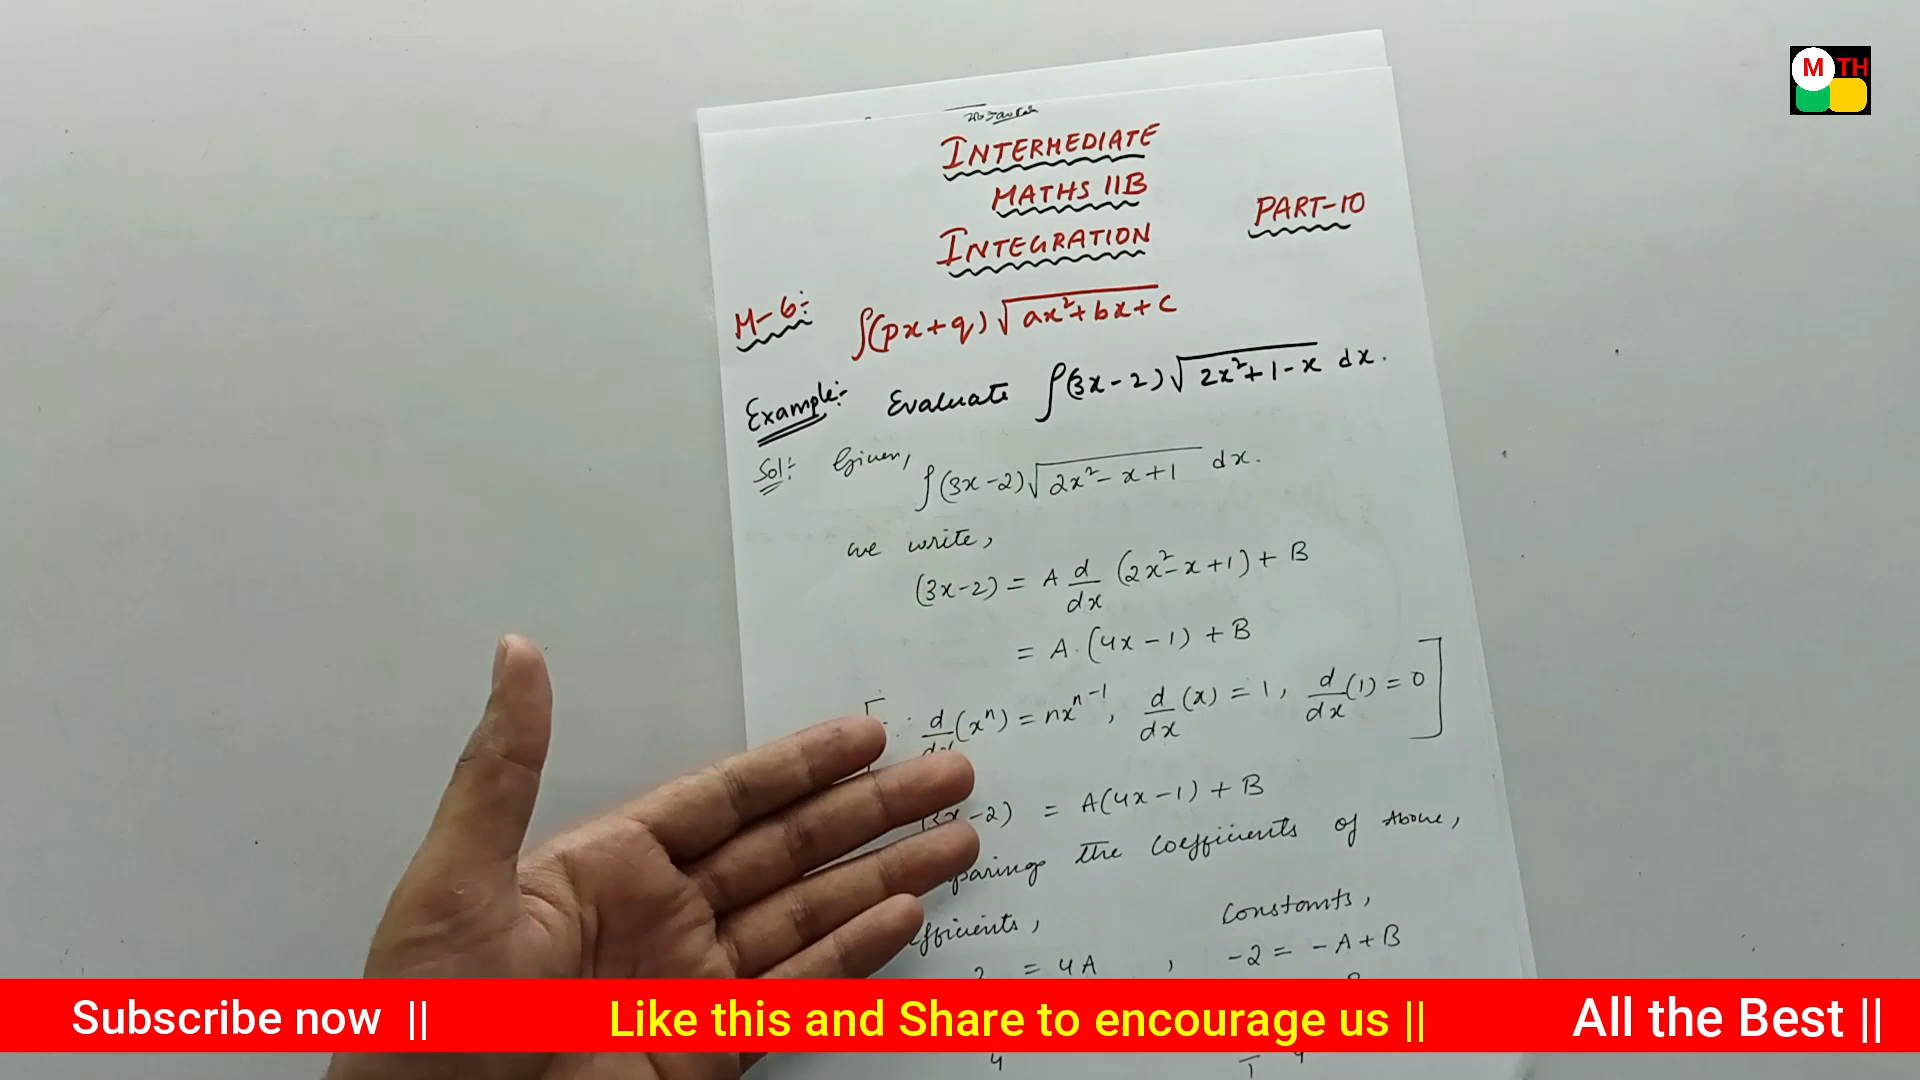 M TH
INTERMEDIATE
MATHS IIB
INTEGRATION PART-10
M-6:- ∫(px+q)√ax²+bx+c
Example:- Evaluate ∫(3x-2)√2x²+1-x dx.
Sol:- Given,
∫(3x-2)√2x²-x+1 dx.
we write,
(3x-2) = A d/dx (2x²-x+1)+B
= A.(4x-1)+B
d/dx(xⁿ) = nxⁿ⁻¹, d/dx(x) = 1, d/dx(1) = 0]
-2) = A(4x-1)+B
the coefficients of Above,
Constants,
= 4A , -2 = -A+B
Subscribe now || Like this and Share to encourage us || All the Best ||
4